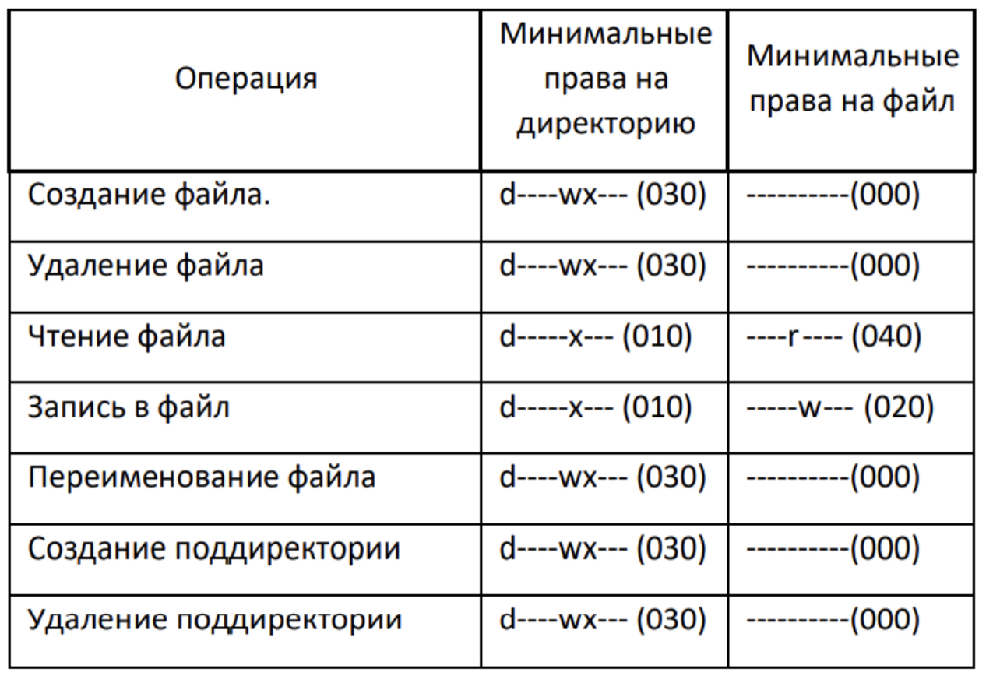 Операция
Минимальные
права на
директорию
Минимальные
права на файл
Создание файла.
d----wx--- (030)
----------(000)
Удаление файла
d----wx--- (030)
----------(000)
Чтение файла
d-----x--- (010)
----r---- (040)
Запись в файл
d-----x--- (010)
-----w--- (020)
Переименование файла
d----wx--- (030)
----------(000)
Создание поддиректории
d----wx--- (030)
----------(000)
Удаление поддиректории
d----wx--- (030)
----------(000)